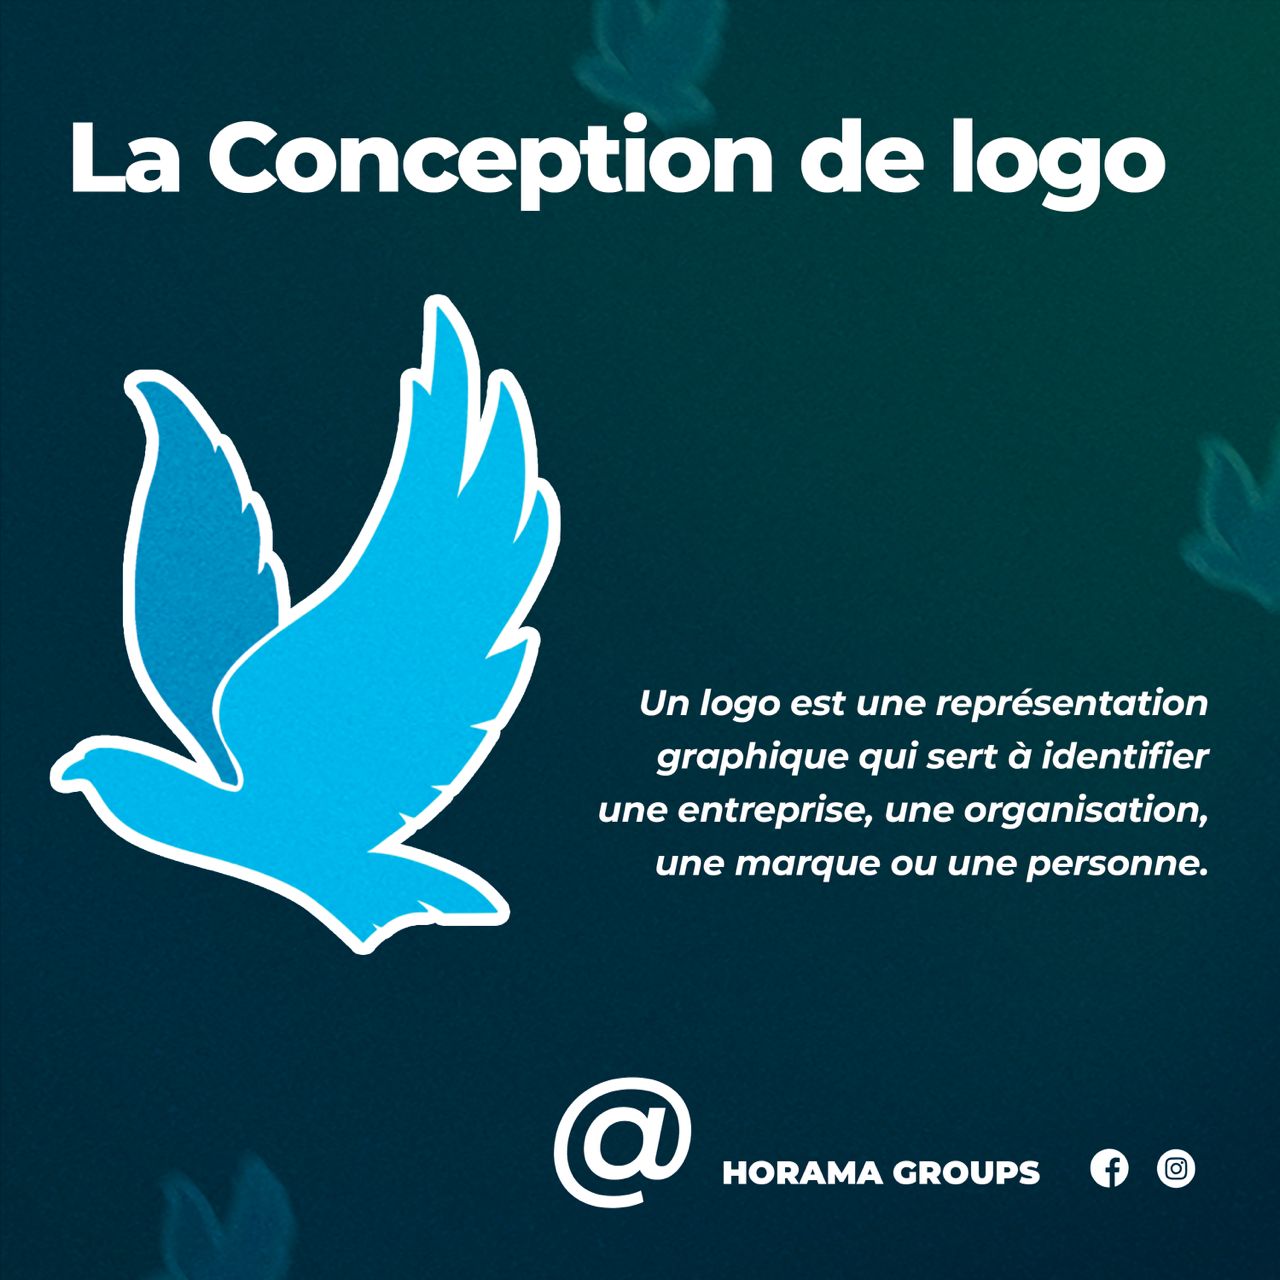 La Conception de logo
Un logo est une représentation
graphique qui sert à identifier
une entreprise, une organisation,
une marque ou une personne.
@ HORAMA GROUPS